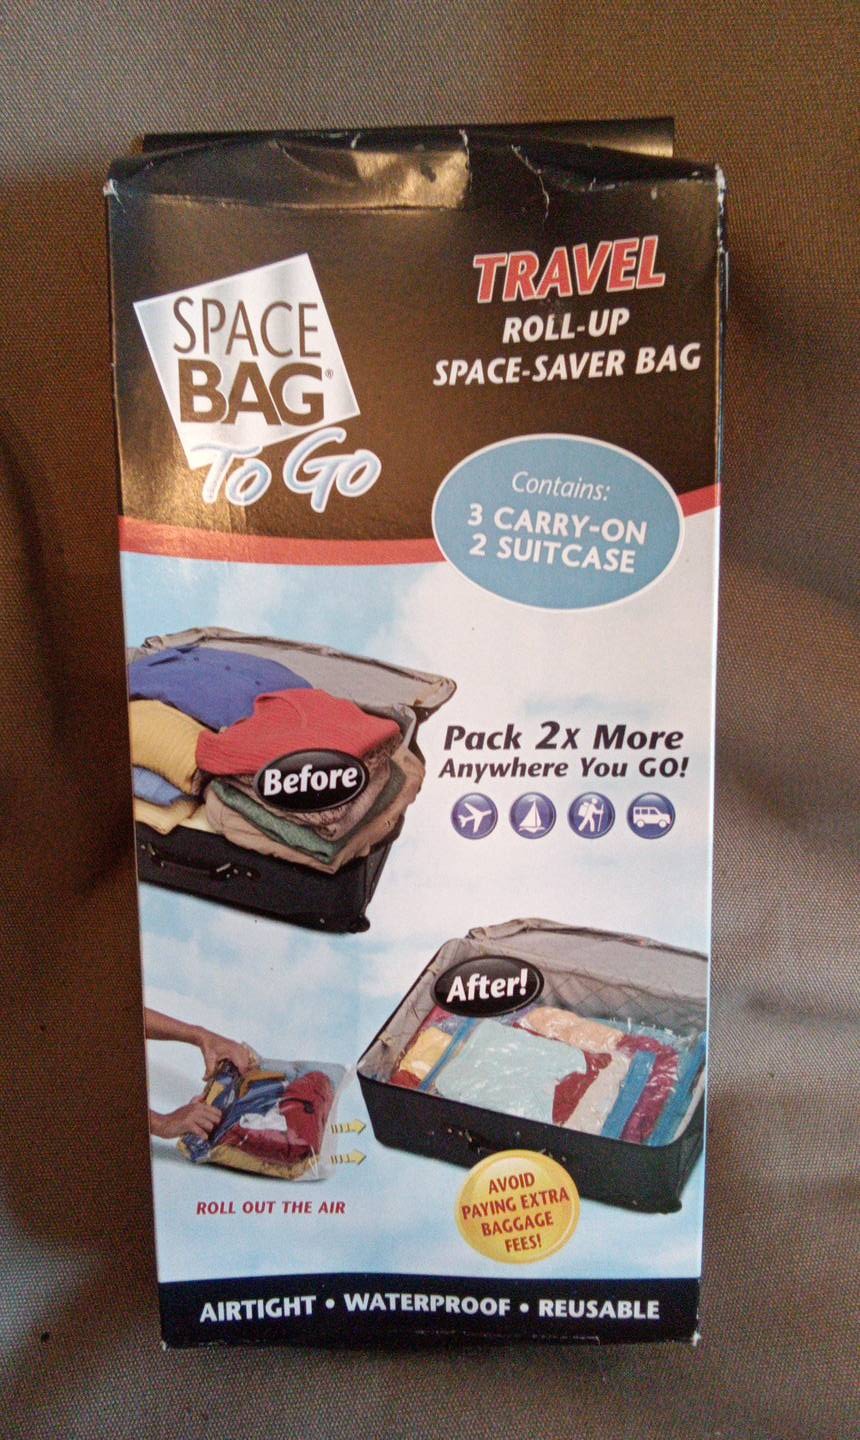 SPACE
BAG®
To Go
TRAVEL
ROLL-UP
SPACE-SAVER BAG
Contains:
3 CARRY-ON
2 SUITCASE
Before
Pack 2x More
Anywhere You GO!
After!
ROLL OUT THE AIR
AVOID
PAYING EXTRA
BAGGAGE
FEES!
AIRTIGHT • WATERPROOF • REUSABLE